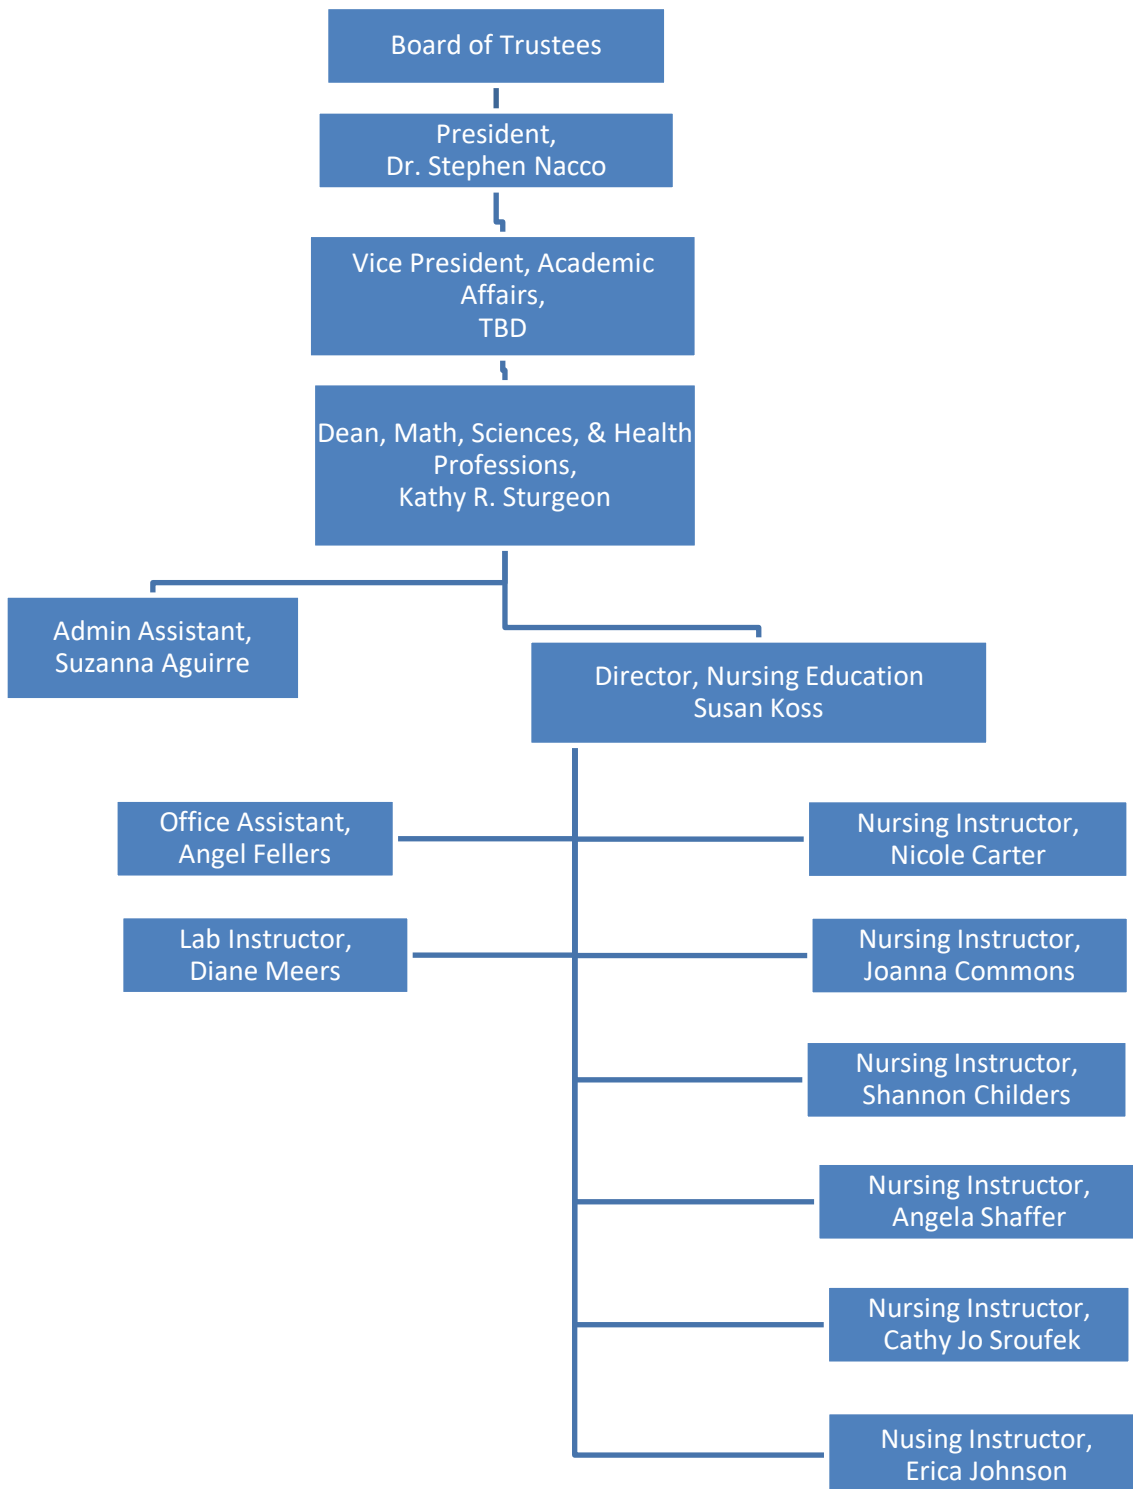 Board of Trustees
President,
Dr. Stephen Nacco
Vice President, Academic
Affairs,
TBD
Dean, Math, Sciences, & Health
Professions,
Kathy R. Sturgeon
Admin Assistant,
Suzanna Aguirre
Director, Nursing Education
Susan Koss
Office Assistant,
Angel Fellers
Nursing Instructor,
Nicole Carter
Lab Instructor,
Diane Meers
Nursing Instructor,
Joanna Commons
Nursing Instructor,
Shannon Childers
Nursing Instructor,
Angela Shaffer
Nursing Instructor,
Cathy Jo Sroufek
Nusing Instructor,
Erica Johnson